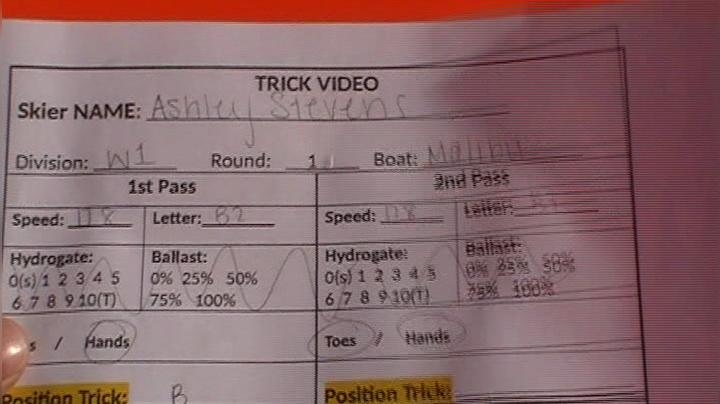 TRICK VIDEO
Skier NAME: Ashley Stevens
Division: W1 Round: 1 Boat: Malibu
1st Pass 2nd Pass
Speed: Letter: B2 Speed: Letter:
Hydrogate: Ballast: Hydrogate: Ballast:
0(s) 1 2 3 4 5 0% 25% 50% 0(s) 1 2 3 4 5 0% 25% 50%
6 7 8 9 10(T) 75% 100% 6 7 8 9 10(T) 75% 100%
s / Hands Toes / Hands
Position Trick: B Position Trick: